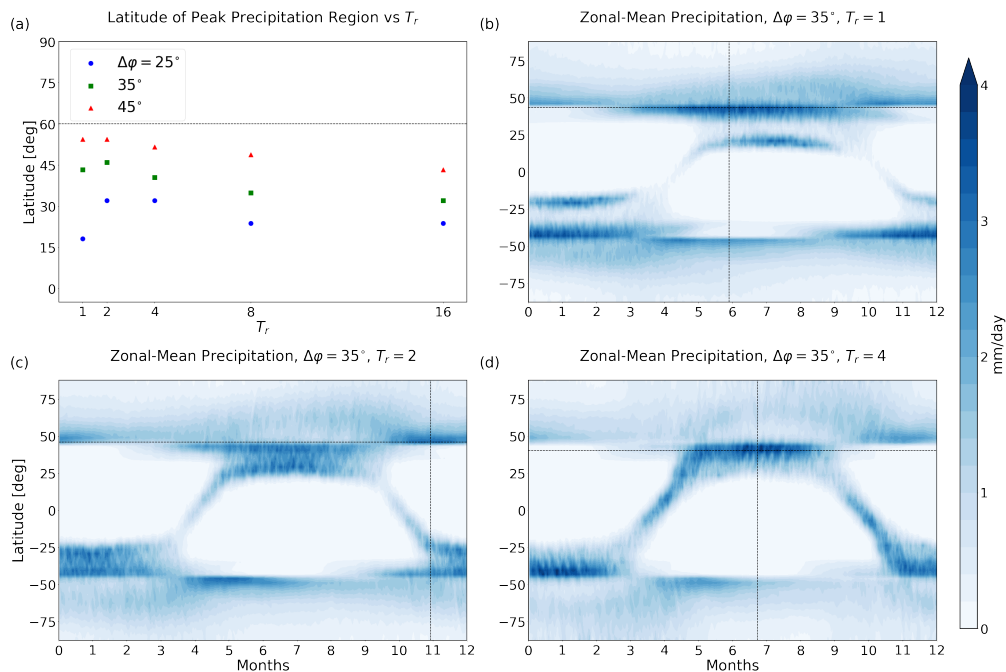 (a)
Latitude of Peak Precipitation Region vs Tᵣ
90
75
60
45
30
15
0
Latitude [deg]
Δφ = 25°
35°
45°
1 2 4 8 16
Tᵣ
(b)
Zonal-Mean Precipitation, Δφ = 35°, Tᵣ = 1
75
50
25
0
−25
−50
−75
0 1 2 3 4 5 6 7 8 9 10 11 12
(c)
Zonal-Mean Precipitation, Δφ = 35°, Tᵣ = 2
75
50
25
0
−25
−50
−75
Latitude [deg]
0 1 2 3 4 5 6 7 8 9 10 11 12
Months
(d)
Zonal-Mean Precipitation, Δφ = 35°, Tᵣ = 4
75
50
25
0
−25
−50
−75
0 1 2 3 4 5 6 7 8 9 10 11 12
Months
4
3
2
1
0
mm/day